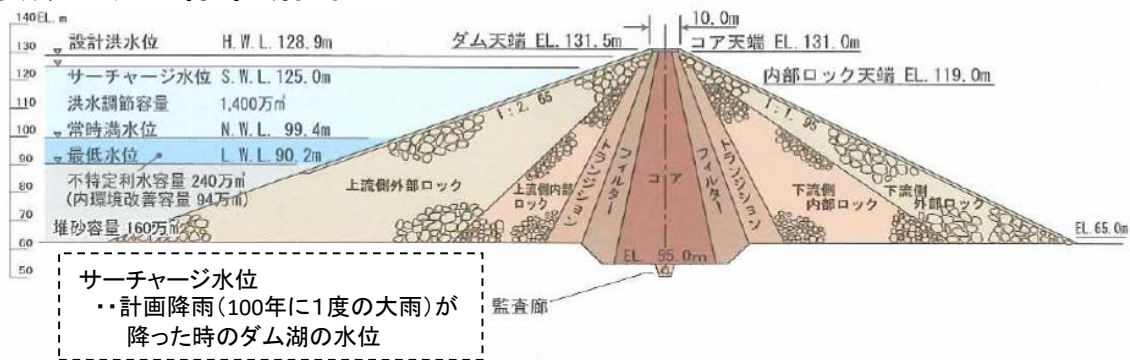 140EL. m
130
120
110
100
90
80
70
60
50
設計洪水位 H.W.L. 128.9m
サーチャージ水位 S.W.L. 125.0m
洪水調節容量 1,400万㎥
常時満水位 N.W.L. 99.4m
最低水位 L.W.L. 90.2m
不特定利水容量 240万㎥
(内環境改善容量 94万㎥)
堆砂容量 160万㎥
ダム天端 EL.131.5m
10.0m
コア天端 EL.131.0m
内部ロック天端 EL.119.0m
1:2.65
1:1.95
上流側外部ロック
上流側内部
ロック
トランジション
フィルター
コア
フィルター
トランジション
下流側
内部ロック
下流側
外部ロック
EL.65.0m
EL. 55.0m
監査廊
サーチャージ水位
・・計画降雨(100年に1度の大雨)が
降った時のダム湖の水位